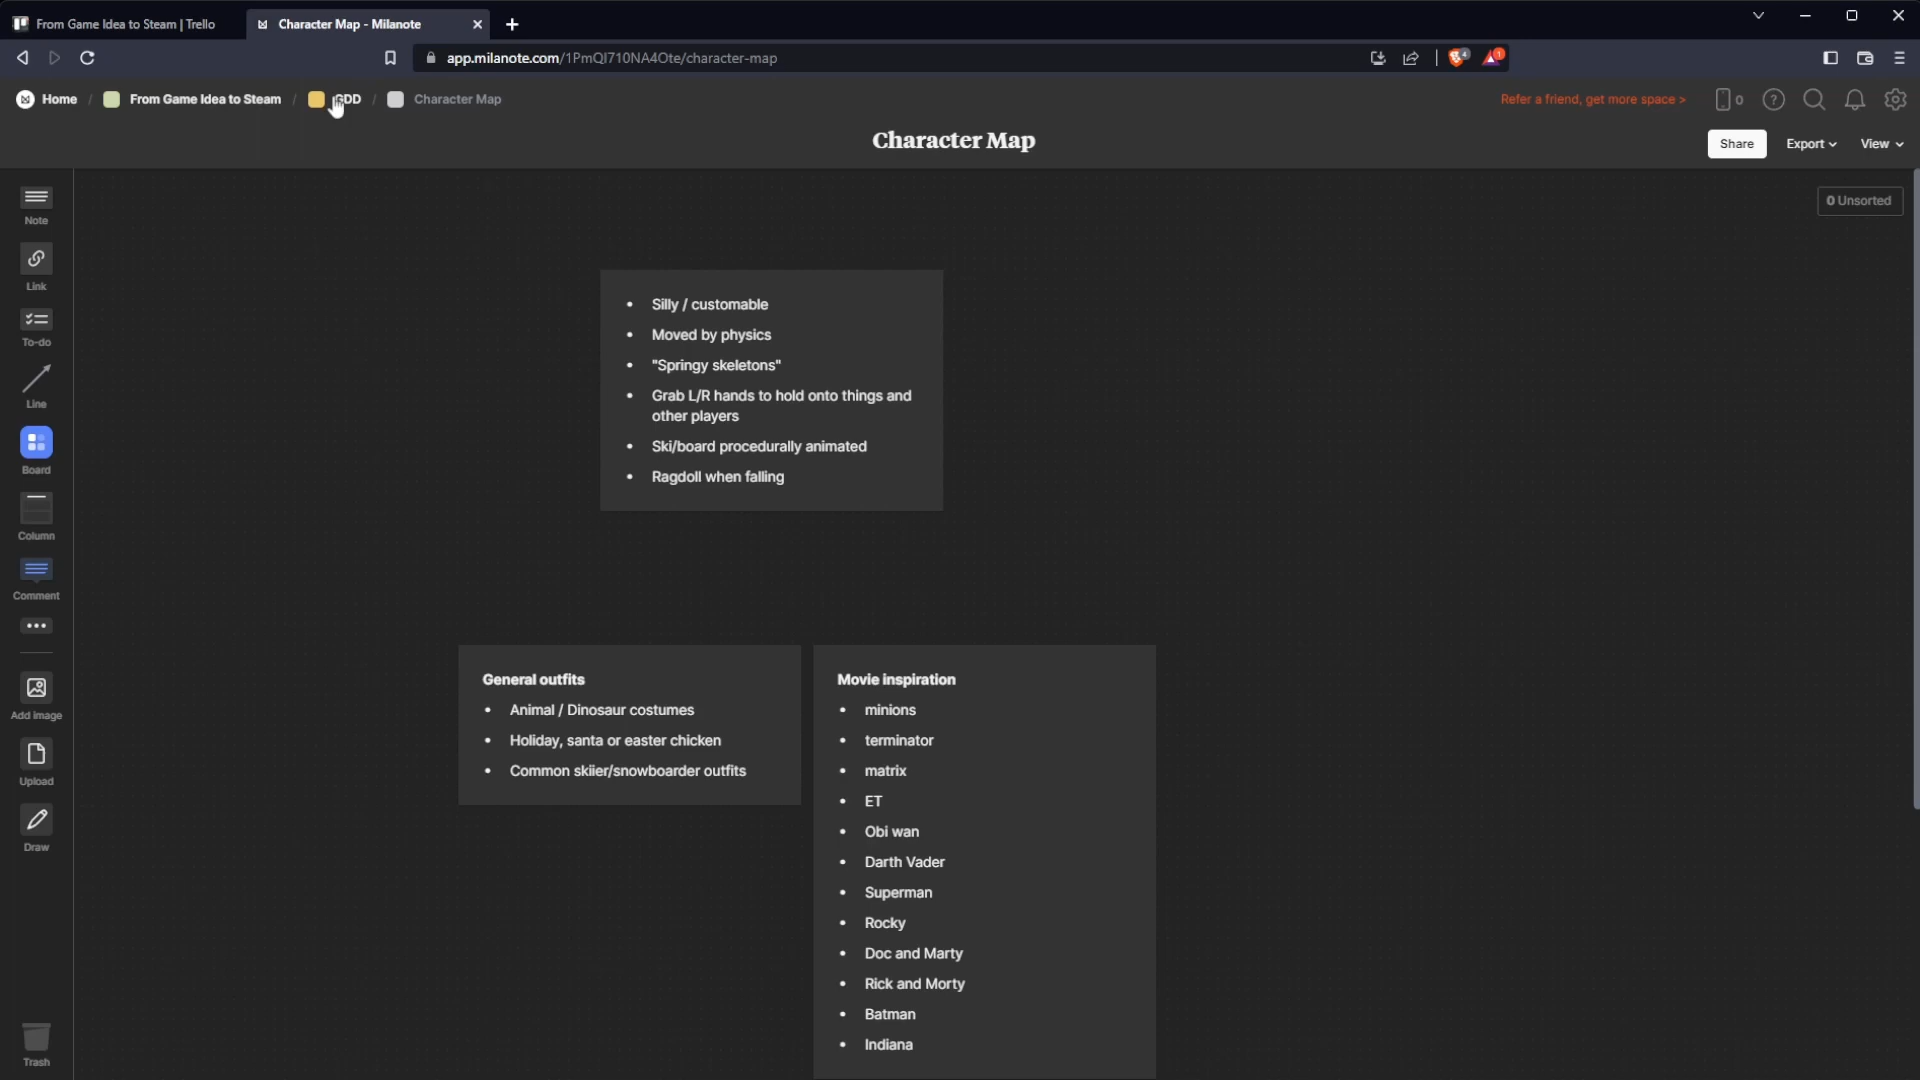 From Game Idea to Steam | Trello
Character Map - Milanote
app.milanote.com/1PmQI710NA4Ote/character-map
4
1
Home / From Game Idea to Steam / GDD / Character Map
Refer a friend, get more space >
0
Character Map
Share
Export
View
0 Unsorted
Note
Link
To-do
Line
Board
Column
Comment
Add image
Upload
Draw
Trash
• Silly / customable
• Moved by physics
• "Springy skeletons"
• Grab L/R hands to hold onto things and
other players
• Ski/board procedurally animated
• Ragdoll when falling
General outfits
• Animal / Dinosaur costumes
• Holiday, santa or easter chicken
• Common skiier/snowboarder outfits
Movie inspiration
• minions
• terminator
• matrix
• ET
• Obi wan
• Darth Vader
• Superman
• Rocky
• Doc and Marty
• Rick and Morty
• Batman
• Indiana